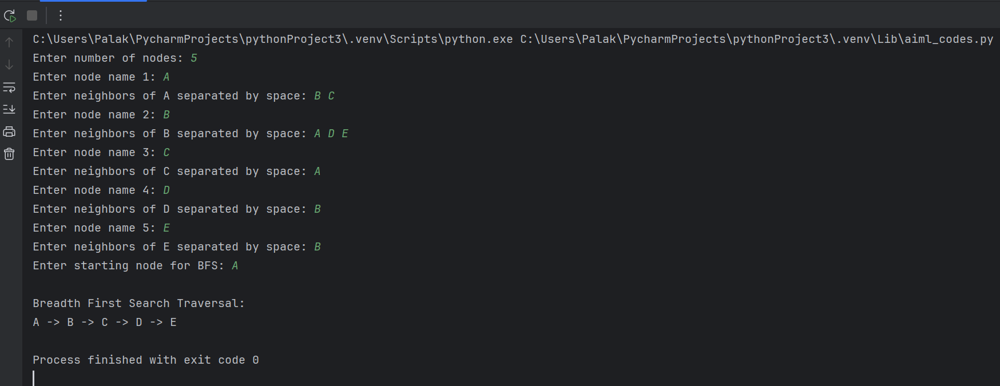 C:\Users\Palak\PycharmProjects\pythonProject3\.venv\Scripts\python.exe C:\Users\Palak\PycharmProjects\pythonProject3\.venv\Lib\aiml_codes.py
Enter number of nodes: 5
Enter node name 1: A
Enter neighbors of A separated by space: B C
Enter node name 2: B
Enter neighbors of B separated by space: A D E
Enter node name 3: C
Enter neighbors of C separated by space: A
Enter node name 4: D
Enter neighbors of D separated by space: B
Enter node name 5: E
Enter neighbors of E separated by space: B
Enter starting node for BFS: A
Breadth First Search Traversal:
A -> B -> C -> D -> E
Process finished with exit code 0